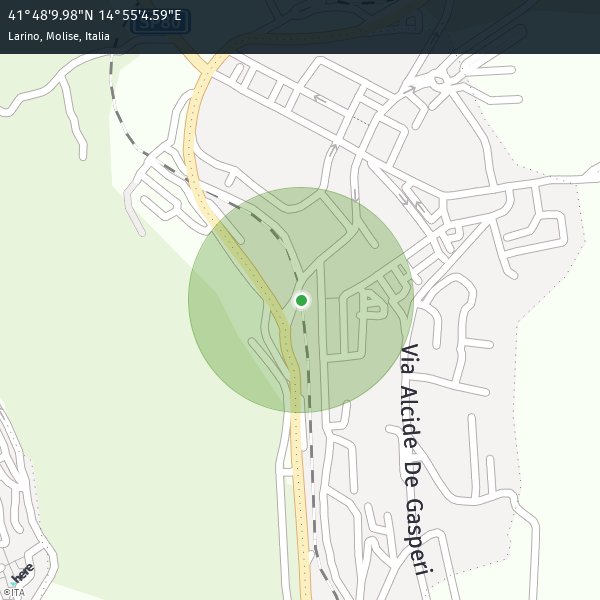 41°48'9.98"N 14°55'4.59"E
Larino, Molise, Italia
Via Alcide De Gasperi
here
©ITA